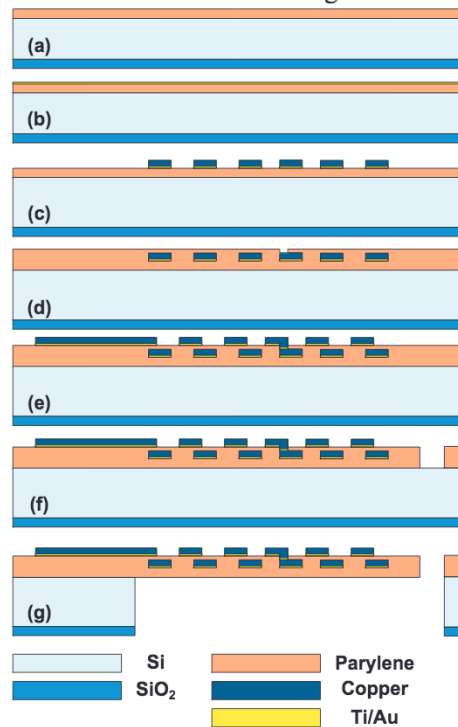 (a)
(b)
(c)
(d)
(e)
(f)
(g)
Si Parylene
SiO₂ Copper
Ti/Au